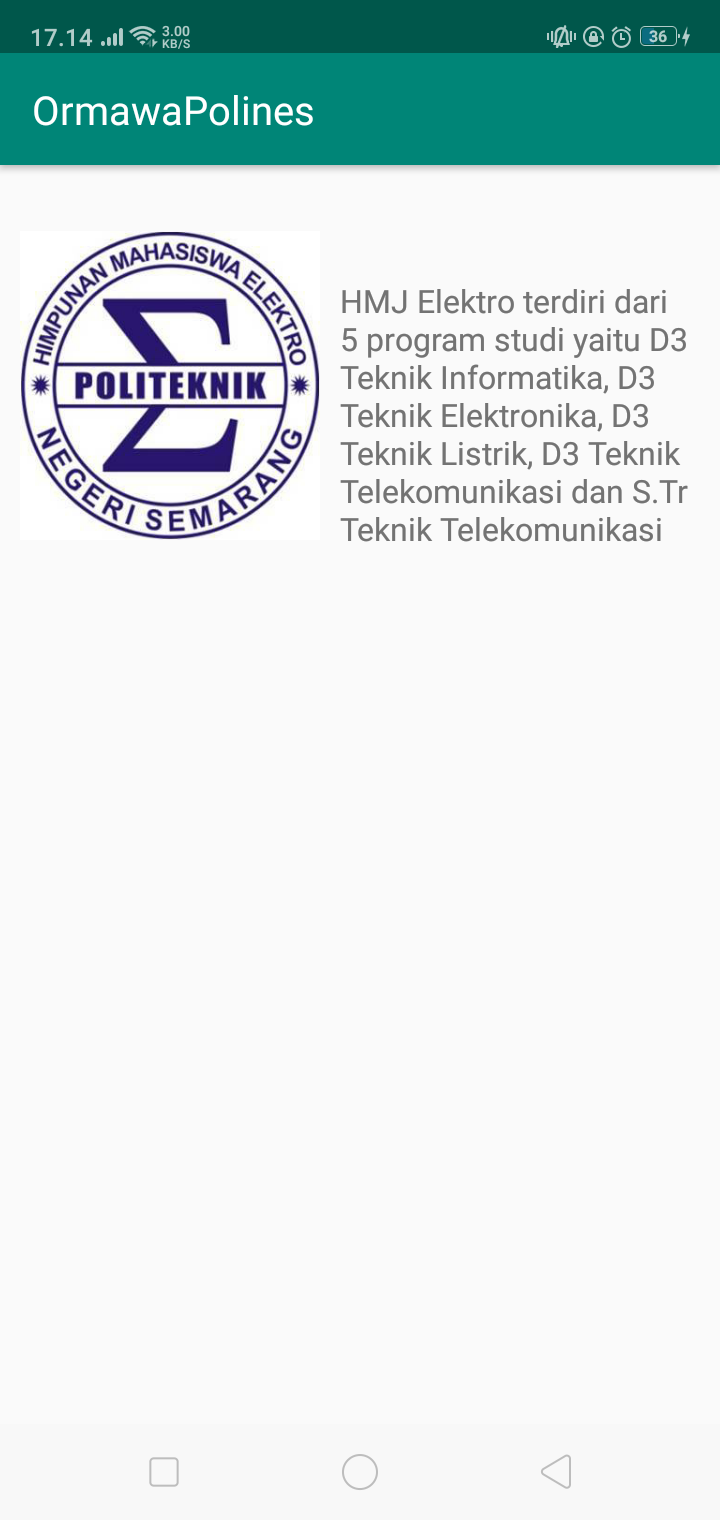 17.14
3.00
KB/S
36
OrmawaPolines
HIMPUNAN MAHASISWA ELEKTRO
POLITEKNIK
NEGERI SEMARANG
HMJ Elektro terdiri dari
5 program studi yaitu D3
Teknik Informatika, D3
Teknik Elektronika, D3
Teknik Listrik, D3 Teknik
Telekomunikasi dan S.Tr
Teknik Telekomunikasi